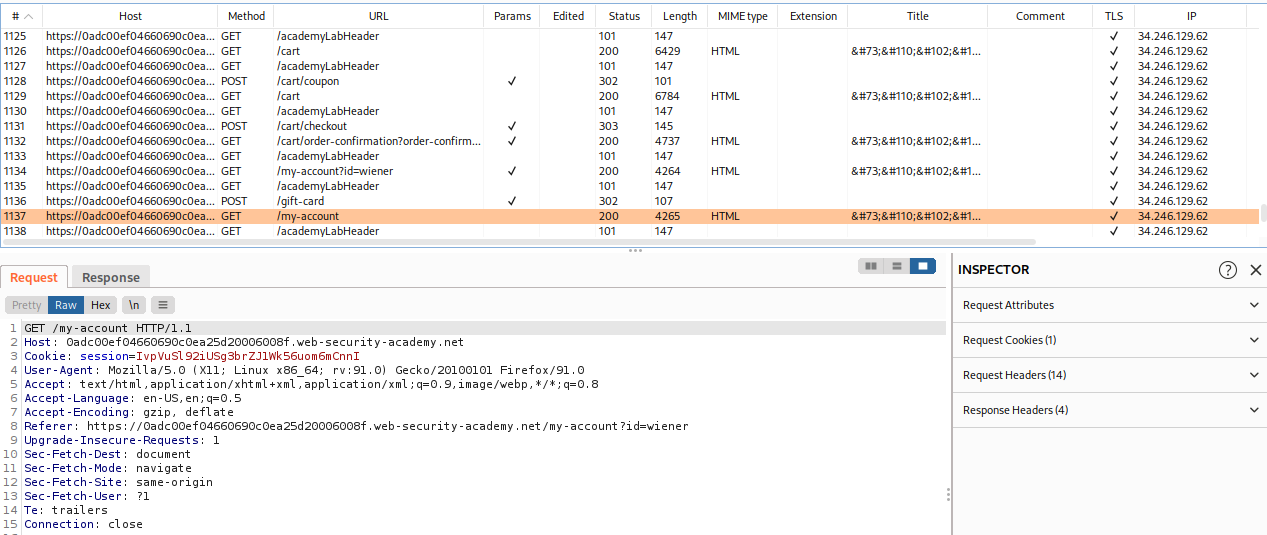 # Host Method URL Params Edited Status Length MIME type Extension Title Comment TLS IP
1125 https://0adc00ef04660690c0ea... GET /academyLabHeader 101 147 ✓ 34.246.129.62
1126 https://0adc00ef04660690c0ea... GET /cart 200 6429 HTML &#73;&#110;&#102;&#1... ✓ 34.246.129.62
1127 https://0adc00ef04660690c0ea... GET /academyLabHeader 101 147 ✓ 34.246.129.62
1128 https://0adc00ef04660690c0ea... POST /cart/coupon ✓ 302 101 ✓ 34.246.129.62
1129 https://0adc00ef04660690c0ea... GET /cart 200 6784 HTML &#73;&#110;&#102;&#1... ✓ 34.246.129.62
1130 https://0adc00ef04660690c0ea... GET /academyLabHeader 101 147 ✓ 34.246.129.62
1131 https://0adc00ef04660690c0ea... POST /cart/checkout ✓ 303 145 ✓ 34.246.129.62
1132 https://0adc00ef04660690c0ea... GET /cart/order-confirmation?order-confirm... ✓ 200 4737 HTML &#73;&#110;&#102;&#1... ✓ 34.246.129.62
1133 https://0adc00ef04660690c0ea... GET /academyLabHeader 101 147 ✓ 34.246.129.62
1134 https://0adc00ef04660690c0ea... GET /my-account?id=wiener ✓ 200 4264 HTML &#73;&#110;&#102;&#1... ✓ 34.246.129.62
1135 https://0adc00ef04660690c0ea... GET /academyLabHeader 101 147 ✓ 34.246.129.62
1136 https://0adc00ef04660690c0ea... POST /gift-card ✓ 302 107 ✓ 34.246.129.62
1137 https://0adc00ef04660690c0ea... GET /my-account 200 4265 HTML &#73;&#110;&#102;&#1... ✓ 34.246.129.62
1138 https://0adc00ef04660690c0ea... GET /academyLabHeader 101 147 ✓ 34.246.129.62
Request Response
Pretty Raw Hex \n
1 GET /my-account HTTP/1.1
2 Host: 0adc00ef04660690c0ea25d20006008f.web-security-academy.net
3 Cookie: session=IvpVuSl92iUSg3brZJ1Wk56uom6mCnnI
4 User-Agent: Mozilla/5.0 (X11; Linux x86_64; rv:91.0) Gecko/20100101 Firefox/91.0
5 Accept: text/html,application/xhtml+xml,application/xml;q=0.9,image/webp,*/*;q=0.8
6 Accept-Language: en-US,en;q=0.5
7 Accept-Encoding: gzip, deflate
8 Referer: https://0adc00ef04660690c0ea25d20006008f.web-security-academy.net/my-account?id=wiener
9 Upgrade-Insecure-Requests: 1
10 Sec-Fetch-Dest: document
11 Sec-Fetch-Mode: navigate
12 Sec-Fetch-Site: same-origin
13 Sec-Fetch-User: ?1
14 Te: trailers
15 Connection: close
INSPECTOR
Request Attributes
Request Cookies (1)
Request Headers (14)
Response Headers (4)